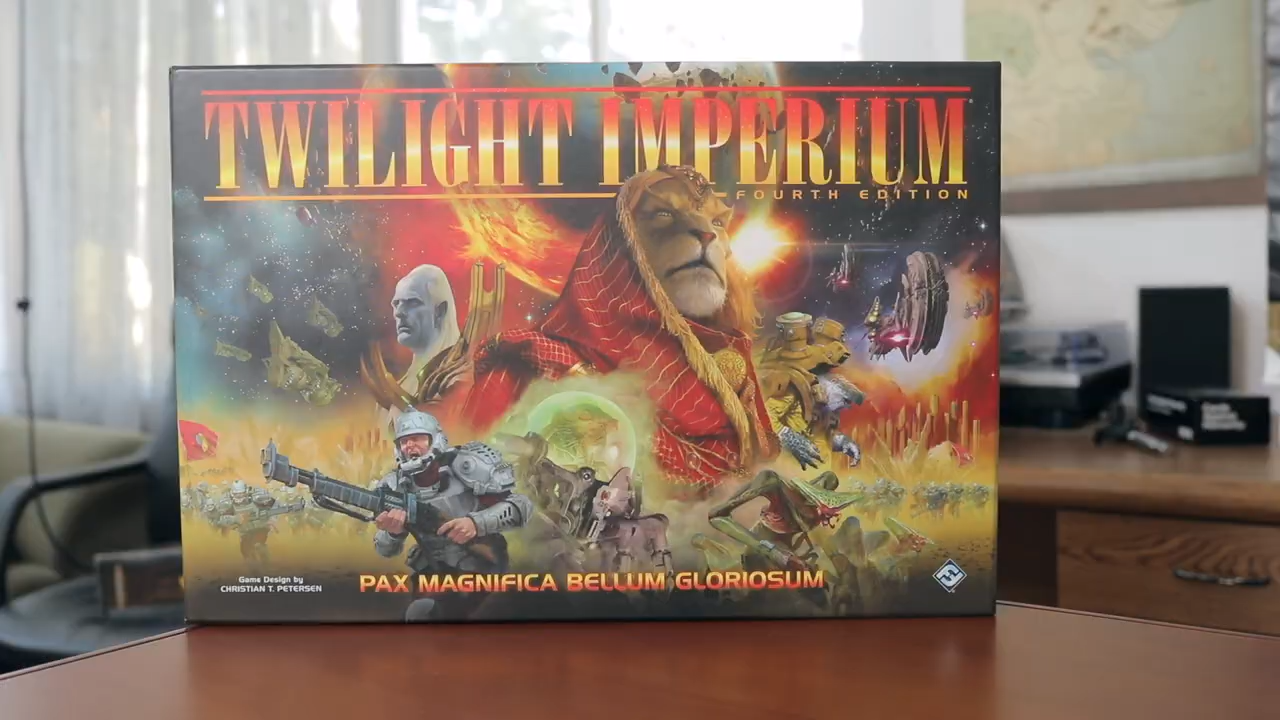 TWILIGHT IMPERIUM
FOURTH EDITION
Game Design by
CHRISTIAN T. PETERSEN
PAX MAGNIFICA BELLUM GLORIOSUM